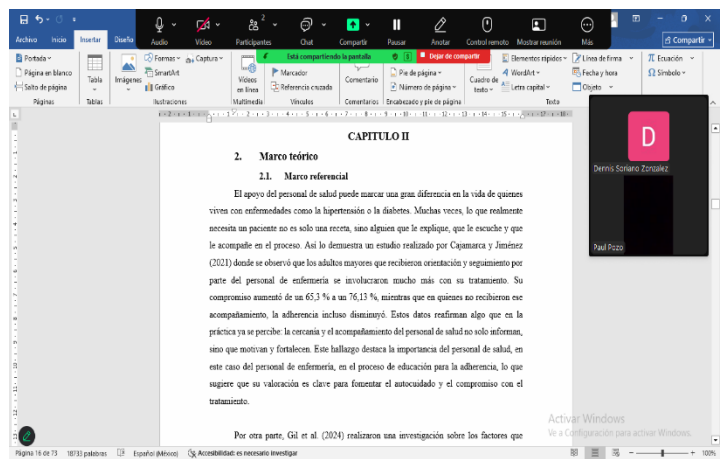 Audio Video Participantes 2 Chat Compartir Pausar Anotar Control remoto Mostrar reunión Más
Archivo Inicio Insertar Diseño Compartir
Está compartiendo la pantalla Dejar de compartir
Portada
Página en blanco
Salto de página
Páginas
Tabla
Tablas
Imágenes
Formas
SmartArt
Gráfico
Captura
Ilustraciones
Vídeos
en línea
Multimedia
Marcador
Referencia cruzada
Vínculos
Comentario
Comentarios
Pie de página
Número de página
Encabezado y pie de página
Cuadro de
texto
Elementos rápidos
WordArt
Letra capital
Línea de firma
Fecha y hora
Objeto
Texto
Ecuación
Símbolo
D
Dennis Soriano Zonzalez
Paul Pozo
CAPITULO II
2. Marco teórico
2.1. Marco referencial
El apoyo del personal de salud puede marcar una gran diferencia en la vida de quienes
viven con enfermedades como la hipertensión o la diabetes. Muchas veces, lo que realmente
necesita un paciente no es solo una receta, sino alguien que le explique, que le escuche y que
le acompañe en el proceso. Así lo demuestra un estudio realizado por Cajamarca y Jiménez
(2021) donde se observó que los adultos mayores que recibieron orientación y seguimiento por
parte del personal de enfermería se involucraron mucho más con su tratamiento. Su
compromiso aumentó de un 65,3 % a un 76,13 %, mientras que en quienes no recibieron ese
acompañamiento, la adherencia incluso disminuyó. Estos datos reafirman algo que en la
práctica ya se percibe: la cercanía y el acompañamiento del personal de salud no solo informan,
sino que motivan y fortalecen. Este hallazgo destaca la importancia del personal de salud, en
este caso del personal de enfermería, en el proceso de educación para la adherencia, lo que
sugiere que su valoración es clave para fomentar el autocuidado y el compromiso con el
tratamiento.
Por otra parte, Gil et al. (2024) realizaron una investigación sobre los factores que
Activar Windows
Ve a Configuración para activar Windows.
Página 16 de 73 18733 palabras Español (México) Accesibilidad: es necesario investigar 100%